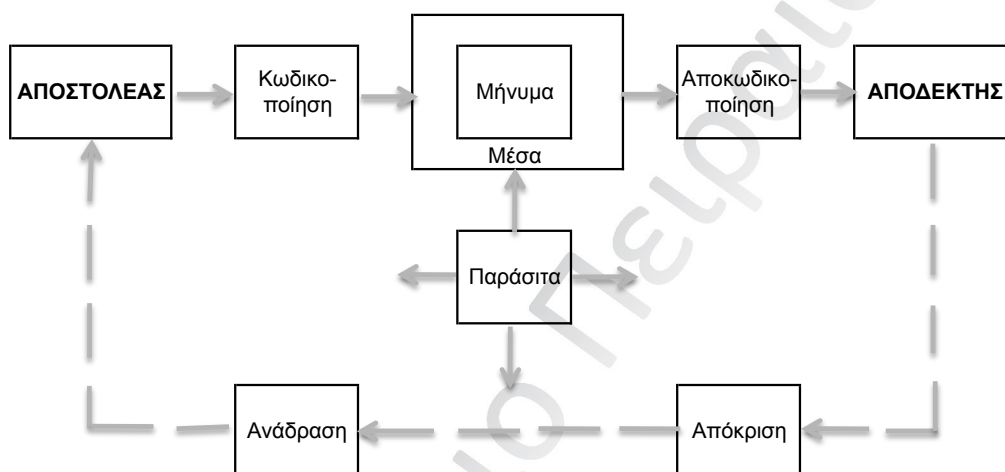 ΑΠΟΣΤΟΛΕΑΣ
Κωδικο-
ποίηση
Μήνυμα
Μέσα
Αποκωδικο-
ποίηση
ΑΠΟΔΕΚΤΗΣ
Παράσιτα
Ανάδραση
Απόκριση